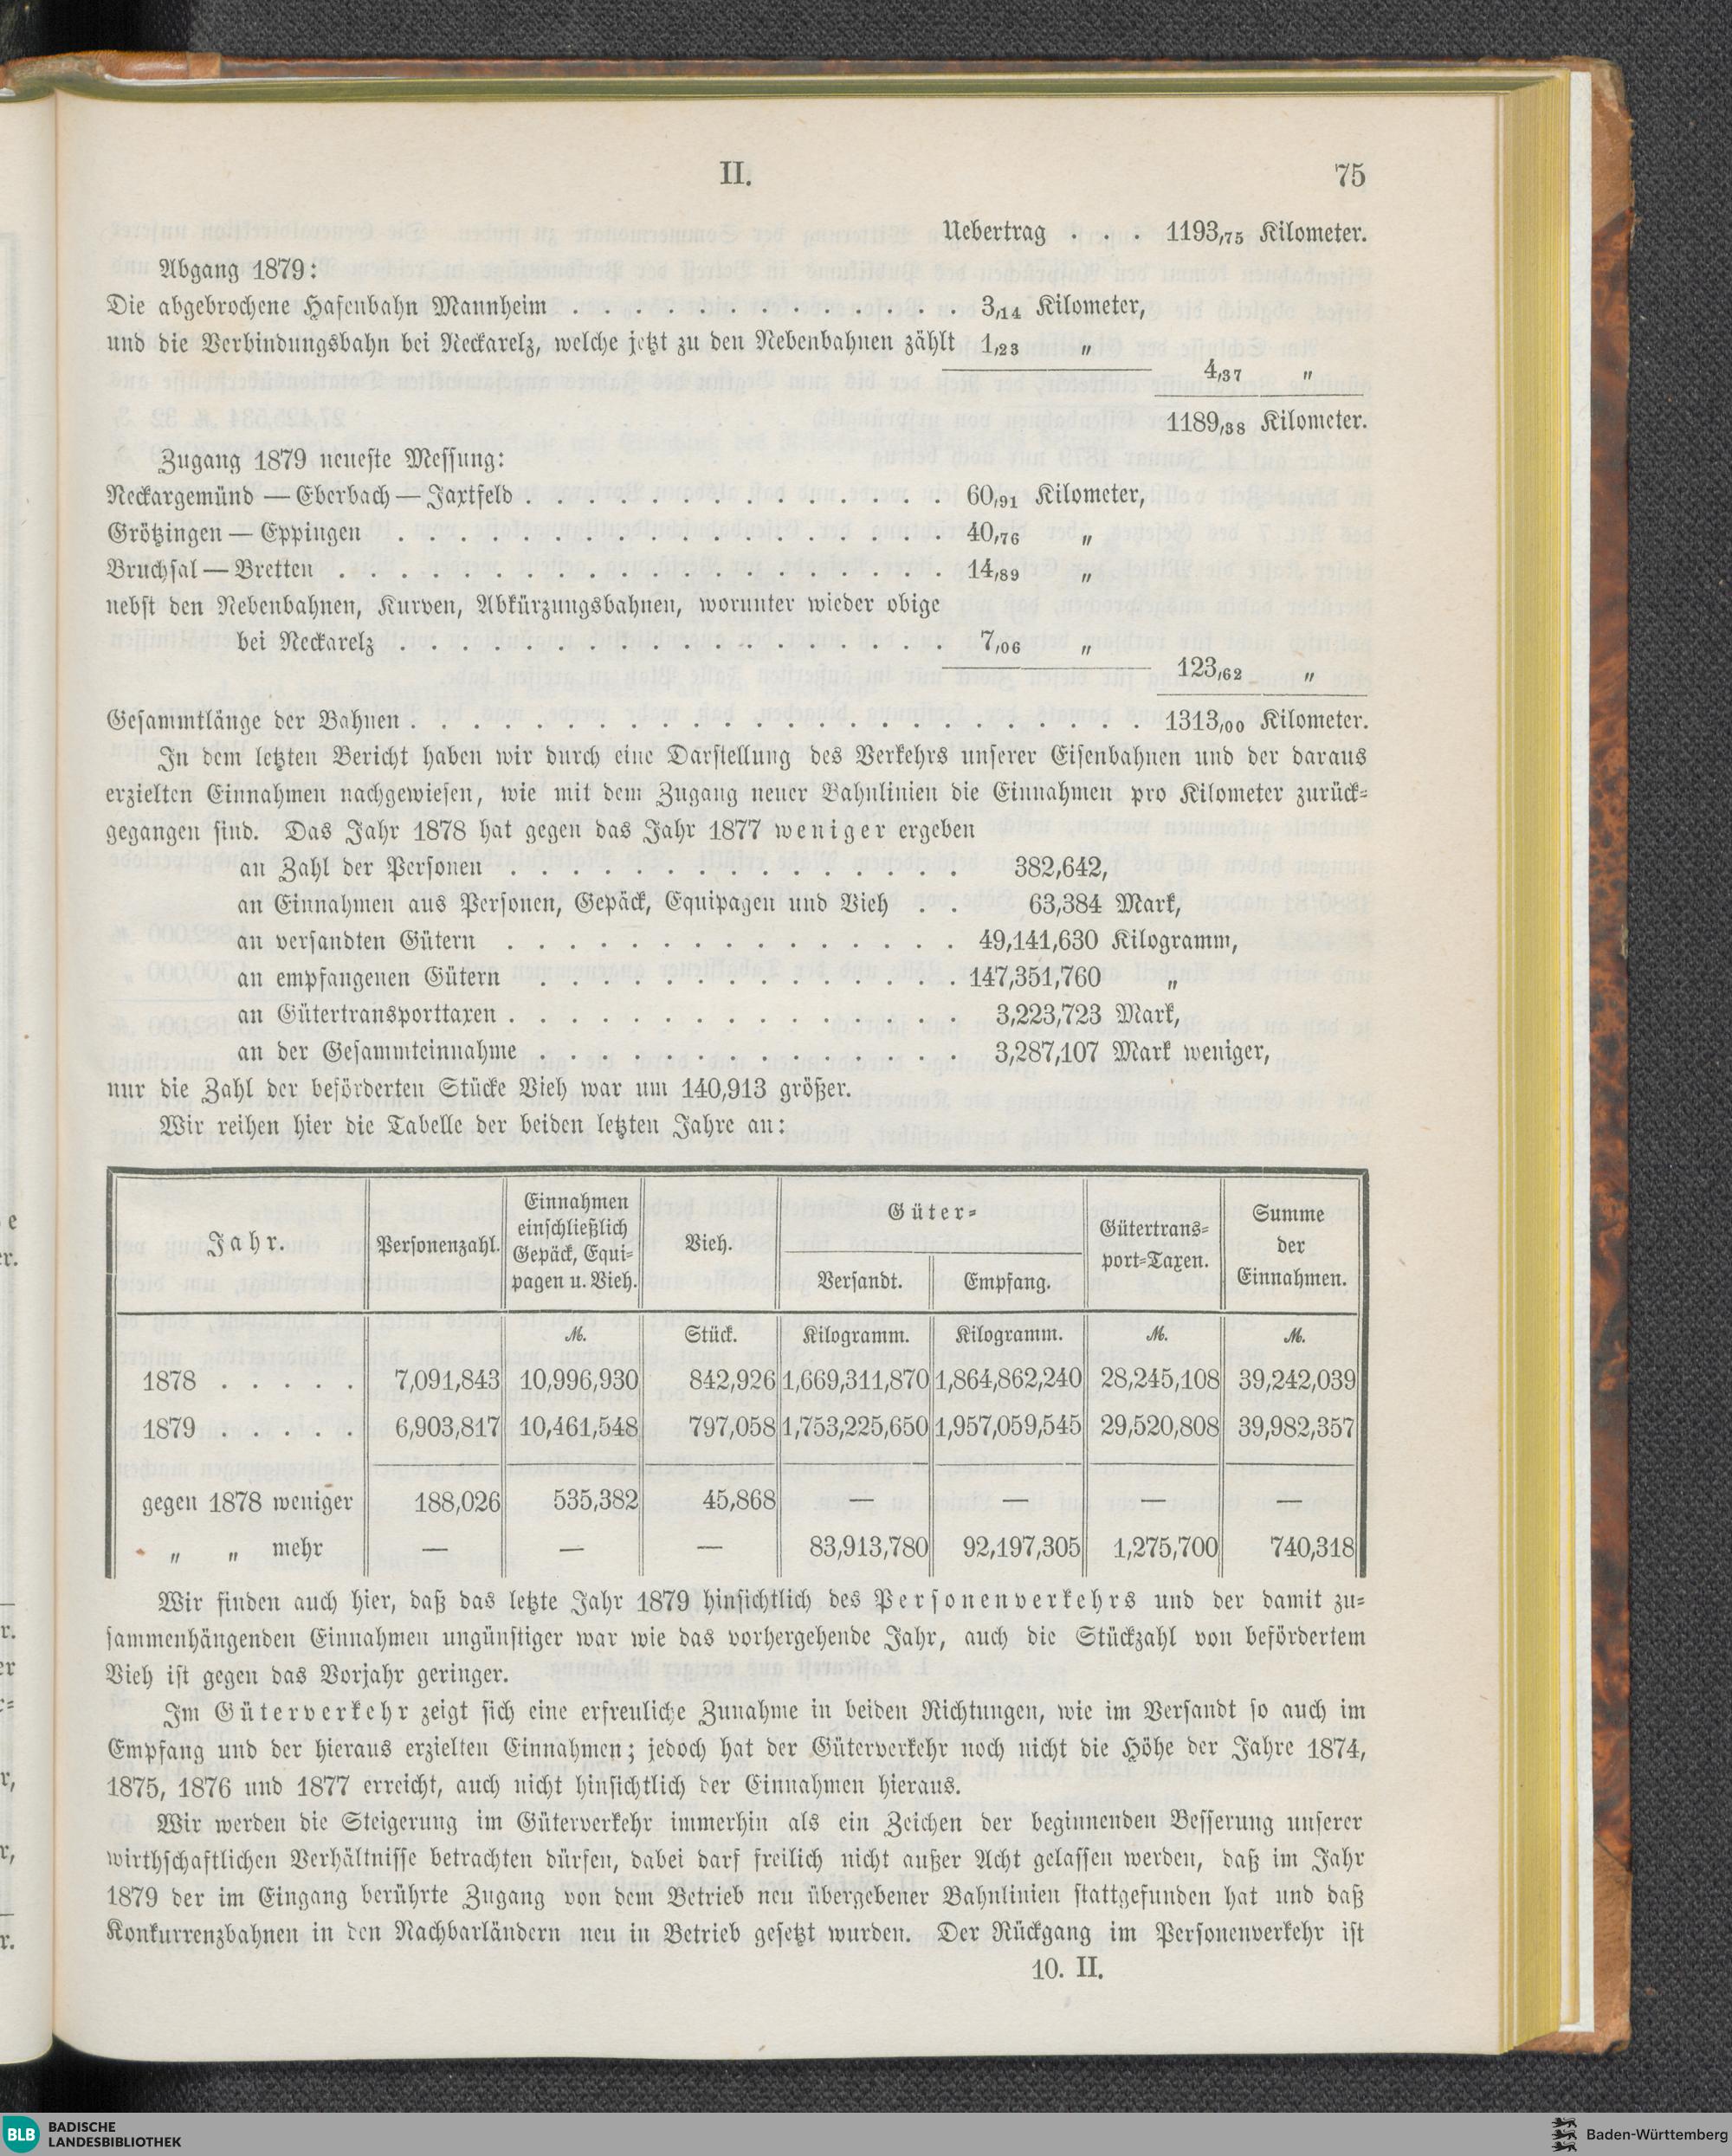 II.
75
Uebertrag . . . 1193,75 Kilometer.
Abgang 1879:
Die abgebrochene Hafenbahn Mannheim . . . . . . . . . . . . . 3,14 Kilometer,
und die Verbindungsbahn bei Neckarelz, welche jetzt zu den Nebenbahnen zählt 1,23 „
4,37 „
1189,38 Kilometer.
Zugang 1879 neueste Messung:
Neckargemünd — Eberbach — Jaxtfeld . . . . . . . . . . . . . . 60,91 Kilometer,
Grötzingen — Eppingen . . . . . . . . . . . . . . . . . . 40,76 „
Bruchsal — Bretten . . . . . . . . . . . . . . . . . . . . 14,89 „
nebst den Nebenbahnen, Kurven, Abkürzungsbahnen, worunter wieder obige
bei Neckarelz . . . . . . . . . . . . . . . . . . 7,06 „
123,62 „
Gesammtlänge der Bahnen . . . . . . . . . . . . . . . . . . . . . . . . 1313,00 Kilometer.
In dem letzten Bericht haben wir durch eine Darstellung des Verkehrs unserer Eisenbahnen und der daraus
erzielten Einnahmen nachgewiesen, wie mit dem Zugang neuer Bahnlinien die Einnahmen pro Kilometer zurück-
gegangen sind. Das Jahr 1878 hat gegen das Jahr 1877 weniger ergeben
an Zahl der Personen . . . . . . . . . . . . . . . 382,642,
an Einnahmen aus Personen, Gepäck, Equipagen und Vieh . . 63,384 Mark,
an versandten Gütern . . . . . . . . . . . . . . . 49,141,630 Kilogramm,
an empfangenen Gütern . . . . . . . . . . . . . . 147,351,760 „
an Gütertransporttaxen . . . . . . . . . . . . . . . 3,223,723 Mark,
an der Gesammteinnahme . . . . . . . . . . . . . . 3,287,107 Mark weniger,
nur die Zahl der beförderten Stücke Vieh war um 140,913 größer.
Wir reihen hier die Tabelle der beiden letzten Jahre an:
Jahr.
Personenzahl.
Einnahmen
einschließlich
Gepäck, Equi-
pagen u. Vieh.
Vieh.
Güter-
Versandt.
Empfang.
Gütertrans-
port-Taxen.
Summe
der
Einnahmen.
M. Stück. Kilogramm. Kilogramm. M. M.
1878 . . . . . 7,091,843 10,996,930 842,926 1,669,311,870 1,864,862,240 28,245,108 39,242,039
1879 . . . . . 6,903,817 10,461,548 797,058 1,753,225,650 1,957,059,545 29,520,808 39,982,357
gegen 1878 weniger 188,026 535,382 45,868 — — — —
„ „ mehr — — — 83,913,780 92,197,305 1,275,700 740,318
Wir finden auch hier, daß das letzte Jahr 1879 hinsichtlich des Personenverkehrs und der damit zu-
sammenhängenden Einnahmen ungünstiger war wie das vorhergehende Jahr, auch die Stückzahl von befördertem
Vieh ist gegen das Vorjahr geringer.
Im Güterverkehr zeigt sich eine erfreuliche Zunahme in beiden Richtungen, wie im Versandt so auch im
Empfang und der hieraus erzielten Einnahmen; jedoch hat der Güterverkehr noch nicht die Höhe der Jahre 1874,
1875, 1876 und 1877 erreicht, auch nicht hinsichtlich der Einnahmen hieraus.
Wir werden die Steigerung im Güterverkehr immerhin als ein Zeichen der beginnenden Besserung unserer
wirthschaftlichen Verhältnisse betrachten dürfen, dabei darf freilich nicht außer Acht gelassen werden, daß im Jahr
1879 der im Eingang berührte Zugang von dem Betrieb neu übergebener Bahnlinien stattgefunden hat und daß
Konkurrenzbahnen in den Nachbarländern neu in Betrieb gesetzt wurden. Der Rückgang im Personenverkehr ist
10. II.
BLB BADISCHE
LANDESBIBLIOTHEK
Baden-Württemberg